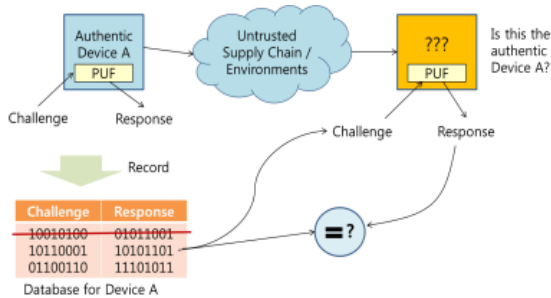 Authentic
Device A
PUF
Challenge
Response
Untrusted
Supply Chain /
Environments
???
PUF
Is this the
authentic
Device A?
Challenge
Response
Record
Challenge Response
10010100 01011001
10110001 10101101
01100110 11101011
Database for Device A
=?